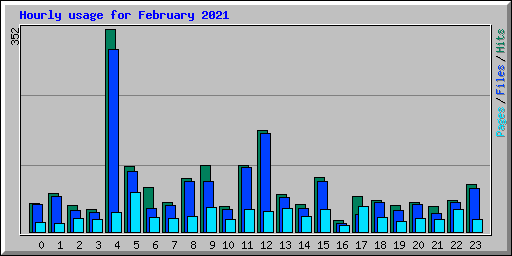 Hourly usage for February 2021
352
Pages / Files / Hits
0 1 2 3 4 5 6 7 8 9 10 11 12 13 14 15 16 17 18 19 20 21 22 23